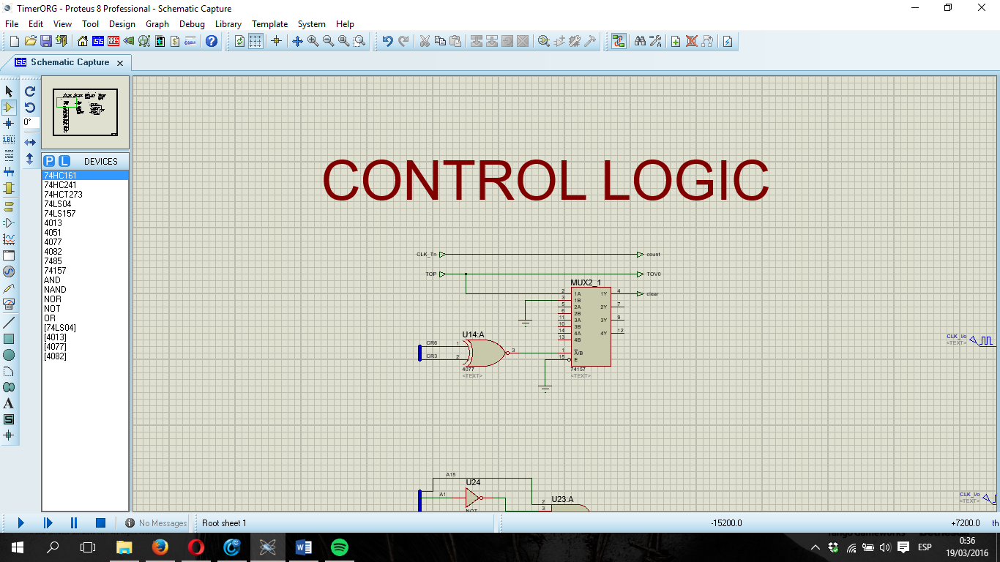 TimerORG - Proteus 8 Professional - Schematic Capture
File Edit View Tool Design Graph Debug Library Template System Help
Schematic Capture
0°
LBL
P L DEVICES
74HC161
74HC241
74HCT273
74LS04
74LS157
4013
4051
4077
4082
7485
74157
AND
NAND
NOR
NOT
OR
[74LS04]
[4013]
[4077]
[4082]
A
S
CONTROL LOGIC
CLK_Tn count
TOP TOV0
MUX2_1
2 1A 1Y 4 clear
3 1B
5 2A 2Y 7
6 2B
11 3A 3Y 9
10 3B
14 4A 4Y 12
13 4B
1 A/B
15 E
74157
<TEXT>
U14:A
CR6 1
CR3 2
3
4077
<TEXT>
CLK_I/o
<TEXT>
A15
U24
A1
NOT
U23:A
2
3
CLK_I/o
<TEXT>
No Messages Root sheet 1 -15200.0 +7200.0 th
ESP
0:36
19/03/2016